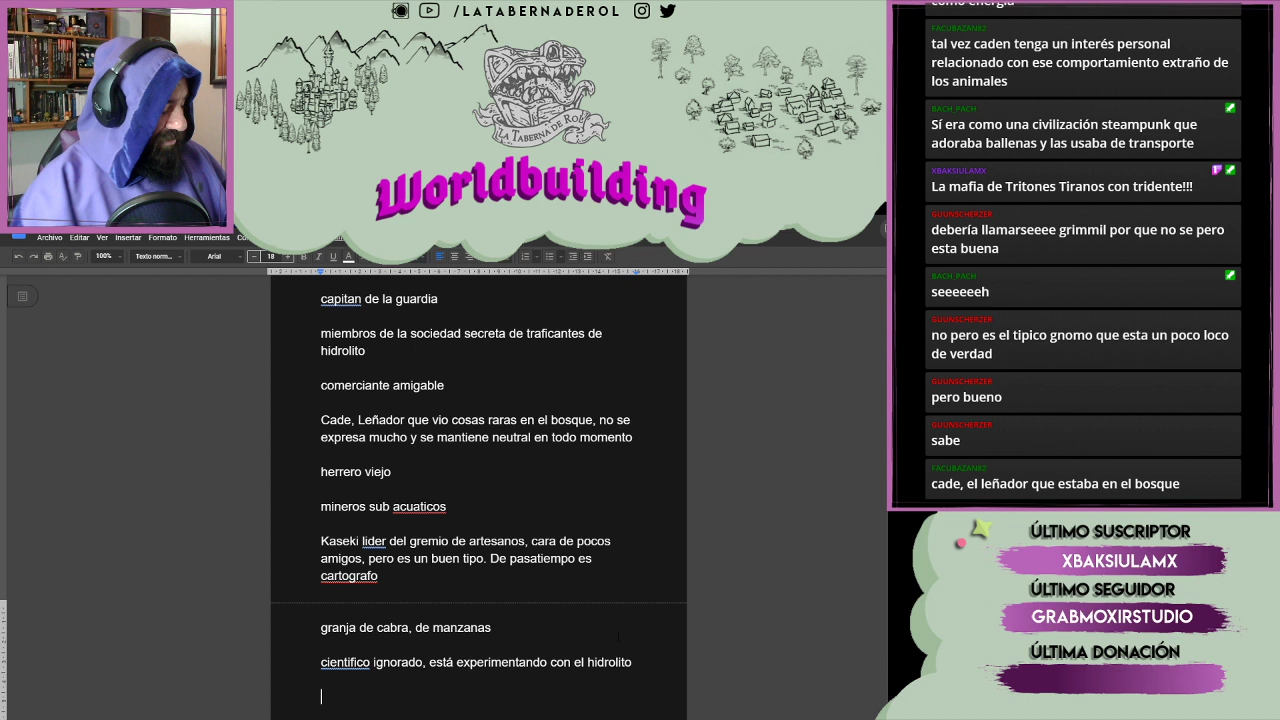 /LATABERNADEROL
LA TABERNA DE ROL
Worldbuilding
Archivo Editar Ver Insertar Formato Herramientas
100% Texto norm... Arial 18 B I U A
capitan de la guardia
miembros de la sociedad secreta de traficantes de
hidrolito
comerciante amigable
Cade, Leñador que vio cosas raras en el bosque, no se
expresa mucho y se mantiene neutral en todo momento
herrero viejo
mineros sub acuaticos
Kaseki lider del gremio de artesanos, cara de pocos
amigos, pero es un buen tipo. De pasatiempo es
cartografo
granja de cabra, de manzanas
cientifico ignorado, está experimentando con el hidrolito
como energía
FACUBAZAN82
tal vez caden tenga un interés personal
relacionado con ese comportamiento extraño de
los animales
BACH_PACH
Sí era como una civilización steampunk que
adoraba ballenas y las usaba de transporte
XBAKSIULAMX
La mafia de Tritones Tiranos con tridente!!!
GUUNSCHERZER
debería llamarseeee grimmil por que no se pero
esta buena
BACH_PACH
seeeeeeh
GUUNSCHERZER
no pero es el tipico gnomo que esta un poco loco
de verdad
GUUNSCHERZER
pero bueno
GUUNSCHERZER
sabe
FACUBAZAN82
cade, el leñador que estaba en el bosque
ÚLTIMO SUSCRIPTOR
XBAKSIULAMX
ÚLTIMO SEGUIDOR
GRABMOXIRSTUDIO
ÚLTIMA DONACIÓN